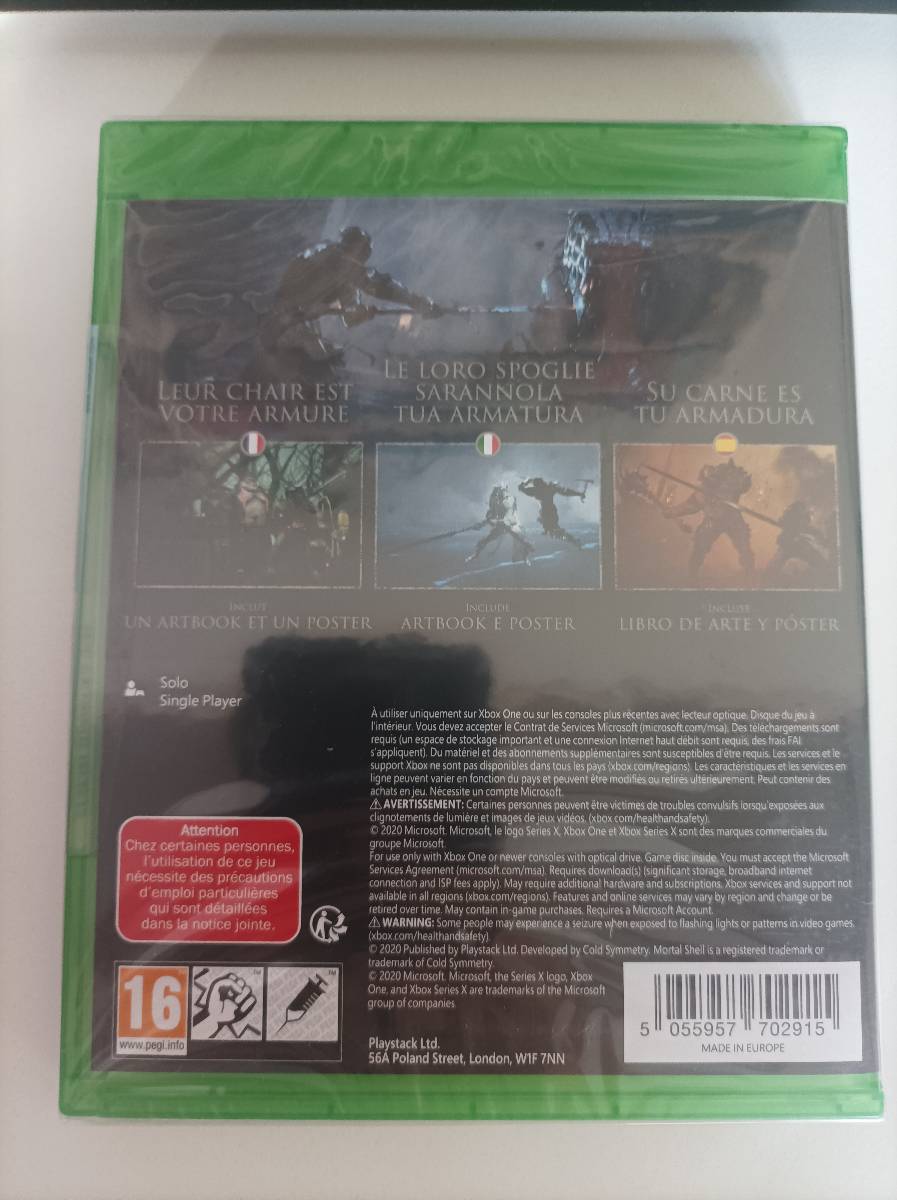 LEUR CHAIR EST
VOTRE ARMURE
LE LORO SPOGLIE
SARANNOLA
TUA ARMATURA
SU CARNE ES
TU ARMADURA
INCLUT
UN ARTBOOK ET UN POSTER
INCLUDE
ARTBOOK E POSTER
INCLUYE
LIBRO DE ARTE Y PÓSTER
Solo
Single Player
À utiliser uniquement sur Xbox One ou sur les consoles plus récentes avec lecteur optique. Disque du jeu à
l'intérieur. Vous devez accepter le Contrat de Services Microsoft (microsoft.com/msa). Des téléchargements sont
requis (un espace de stockage important et une connexion Internet haut débit sont requis, des frais FAI
s'appliquent). Du matériel et des abonnements supplémentaires sont susceptibles d'être requis. Les services et le
support Xbox ne sont pas disponibles dans tous les pays (xbox.com/regions). Les caractéristiques et les services en
ligne peuvent varier en fonction du pays et peuvent être modifiés ou retirés ultérieurement. Peut contenir des
achats en jeu. Nécessite un compte Microsoft.
⚠ AVERTISSEMENT: Certaines personnes peuvent être victimes de troubles convulsifs lorsqu'exposées aux
clignotements de lumière et images de jeux vidéos. (xbox.com/healthandsafety).
© 2020 Microsoft. Microsoft, le logo Series X, Xbox One et Xbox Series X sont des marques commerciales du
groupe Microsoft.
For use only with Xbox One or newer consoles with optical drive. Game disc inside. You must accept the Microsoft
Services Agreement (microsoft.com/msa). Requires download(s) (significant storage, broadband internet
connection and ISP fees apply). May require additional hardware and subscriptions. Xbox services and support not
available in all regions (xbox.com/regions). Features and online services may vary by region and change or be
retired over time. May contain in-game purchases. Requires a Microsoft Account.
⚠ WARNING: Some people may experience a seizure when exposed to flashing lights or patterns in video games.
(xbox.com/healthandsafety)
© 2020 Published by Playstack Ltd. Developed by Cold Symmetry. Mortal Shell is a registered trademark or
trademark of Cold Symmetry.
© 2020 Microsoft. Microsoft, the Series X logo, Xbox
One, and Xbox Series X are trademarks of the Microsoft
group of companies.
Playstack Ltd.
56A Poland Street, London, W1F 7NN
Attention
Chez certaines personnes,
l'utilisation de ce jeu
nécessite des précautions
d'emploi particulières
qui sont détaillées
dans la notice jointe.
16
www.pegi.info
TM
TM
5 055957 702915
MADE IN EUROPE